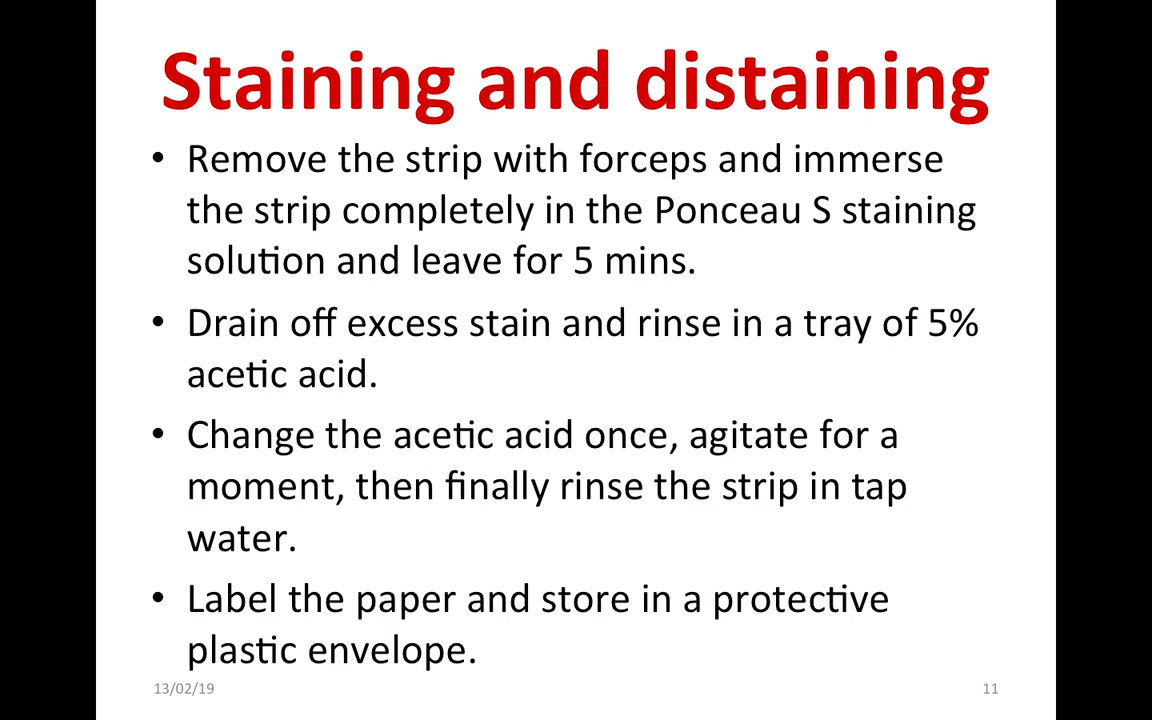 Staining and distaining
• Remove the strip with forceps and immerse
the strip completely in the Ponceau S staining
solution and leave for 5 mins.
• Drain off excess stain and rinse in a tray of 5%
acetic acid.
• Change the acetic acid once, agitate for a
moment, then finally rinse the strip in tap
water.
• Label the paper and store in a protective
plastic envelope.
13/02/19
11